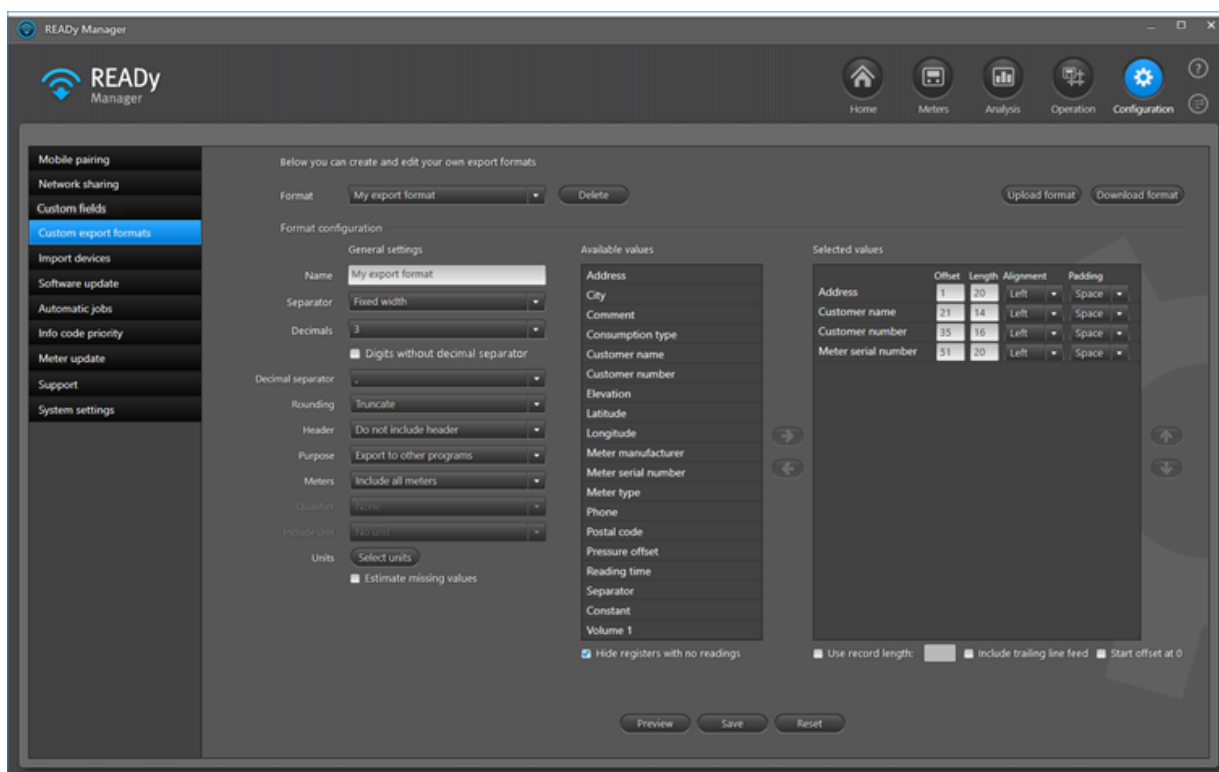 READy Manager
READy
Manager
Home Meters Analysis Operation Configuration
?
Mobile pairing
Network sharing
Custom fields
Custom export formats
Import devices
Software update
Automatic jobs
Info code priority
Meter update
Support
System settings
Below you can create and edit your own export formats
Format My export format Delete Upload format Download format
Format configuration
General settings
Name My export format
Separator Fixed width
Decimals 3
Digits without decimal separator
Decimal separator
Rounding Truncate
Header Do not include header
Purpose Export to other programs
Meters Include all meters
Qualifier None
Include unit No unit
Units Select units
Estimate missing values
Available values
Address
City
Comment
Consumption type
Customer name
Customer number
Elevation
Latitude
Longitude
Meter manufacturer
Meter serial number
Meter type
Phone
Postal code
Pressure offset
Reading time
Separator
Constant
Volume 1
Hide registers with no readings
Selected values
Offset Length Alignment Padding
Address 1 20 Left Space
Customer name 21 14 Left Space
Customer number 35 16 Left Space
Meter serial number 51 20 Left Space
Use record length: Include trailing line feed Start offset at 0
Preview Save Reset